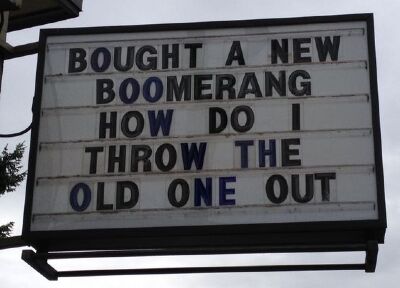 BOUGHT A NEW
BOOMERANG
HOW DO I
THROW THE
OLD ONE OUT